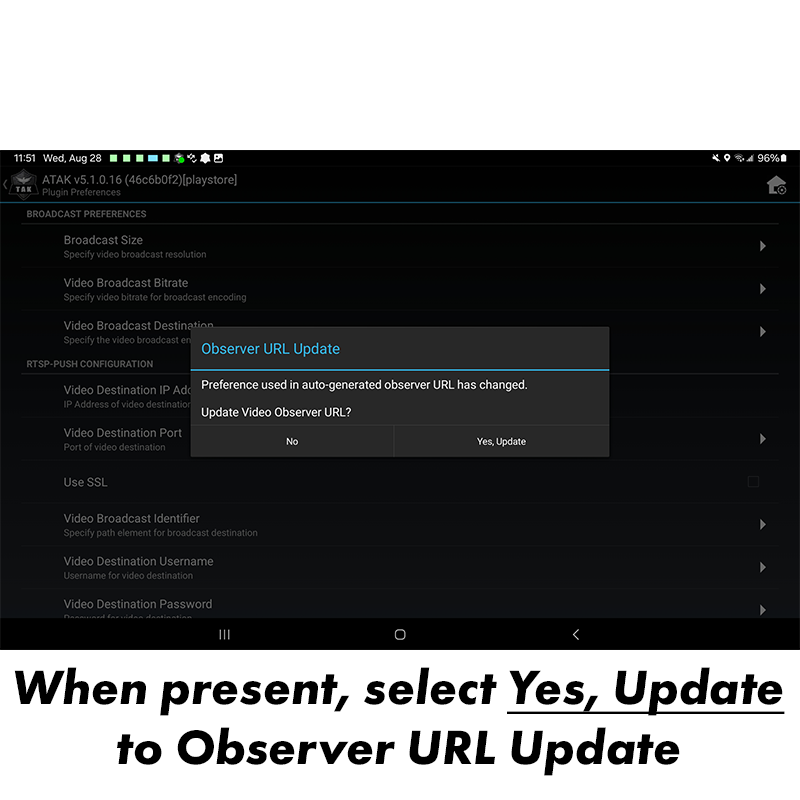 11:51 Wed, Aug 28 96%
ATAK v5.1.0.16 (46c6b0f2)[playstore]
TAK
Plugin Preferences
BROADCAST PREFERENCES
Broadcast Size
Specify video broadcast resolution
Video Broadcast Bitrate
Specify video bitrate for broadcast encoding
Video Broadcast Destination
Specify the video broadcast en
Observer URL Update
RTSP-PUSH CONFIGURATION
Preference used in auto-generated observer URL has changed.
Video Destination IP Add
IP Address of video destination
Update Video Observer URL?
Video Destination Port
Port of video destination
No Yes, Update
Use SSL
Video Broadcast Identifier
Specify path element for broadcast destination
Video Destination Username
Username for video destination
Video Destination Password
Password for video destination
When present, select Yes, Update
to Observer URL Update